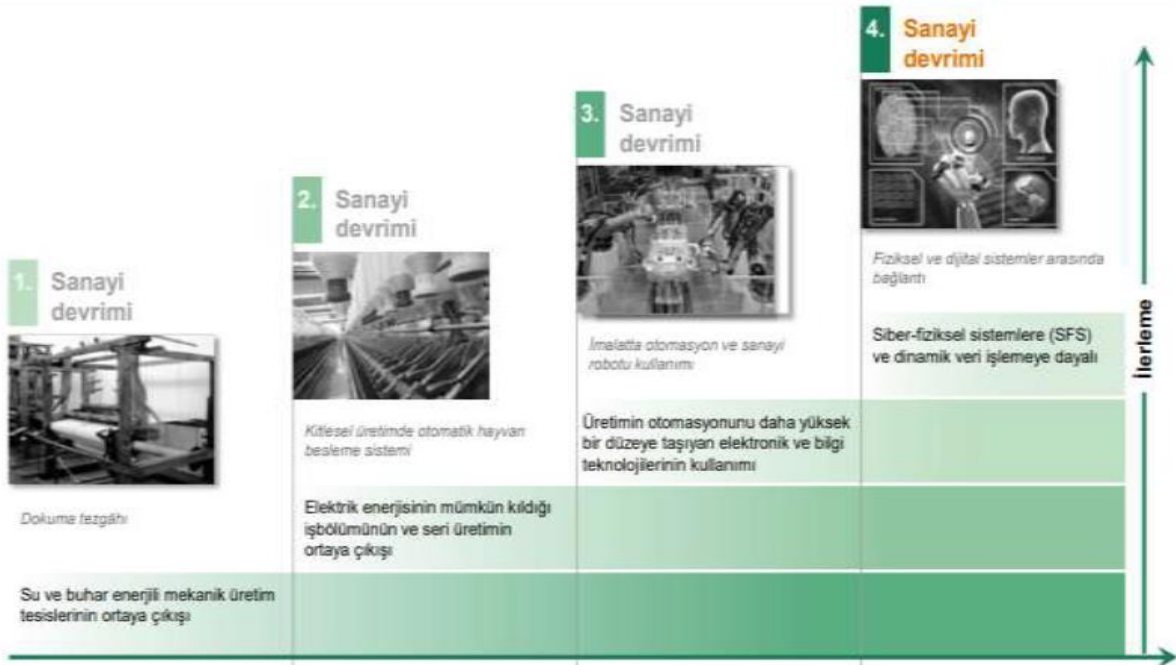 4. Sanayi
devrimi
3. Sanayi
devrimi
2. Sanayi
devrimi
1. Sanayi
devrimi
Fiziksel ve dijital sistemler arasında
bağlantı
Siber-fiziksel sistemlere (SFS)
ve dinamik veri işlemeye dayalı
İlerleme
İmalatta otomasyon ve sanayi
robotu kullanımı
Üretimin otomasyonunu daha yüksek
bir düzeye taşıyan elektronik ve bilgi
teknolojilerinin kullanımı
Kitlesel üretimde otomatik hayvan
besleme sistemi
Elektrik enerjisinin mümkün kıldığı
işbölümünün ve seri üretimin
ortaya çıkışı
Dokuma tezgâhı
Su ve buhar enerjili mekanik üretim
tesislerinin ortaya çıkışı